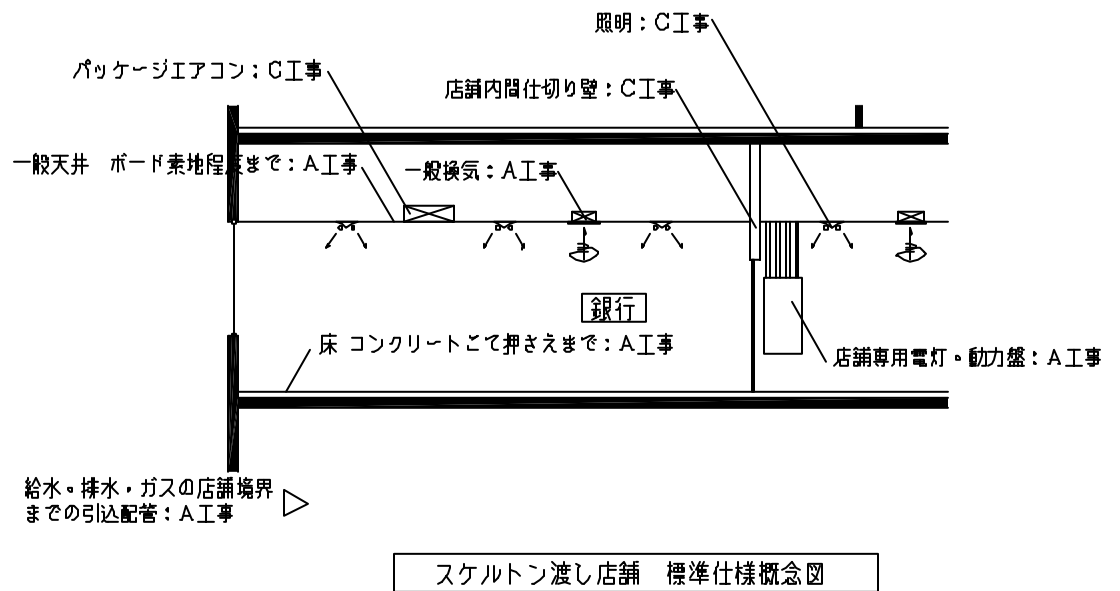 照明：C工事
パッケージエアコン：C工事
店舗内間仕切り壁：C工事
一般天井　ボード素地程度まで：A工事
一般換気：A工事
銀行
床 コンクリートこて押さえまで：A工事
店舗専用電灯・動力盤：A工事
給水・排水・ガスの店舗境界
までの引込配管：A工事
スケルトン渡し店舗　標準仕様概念図